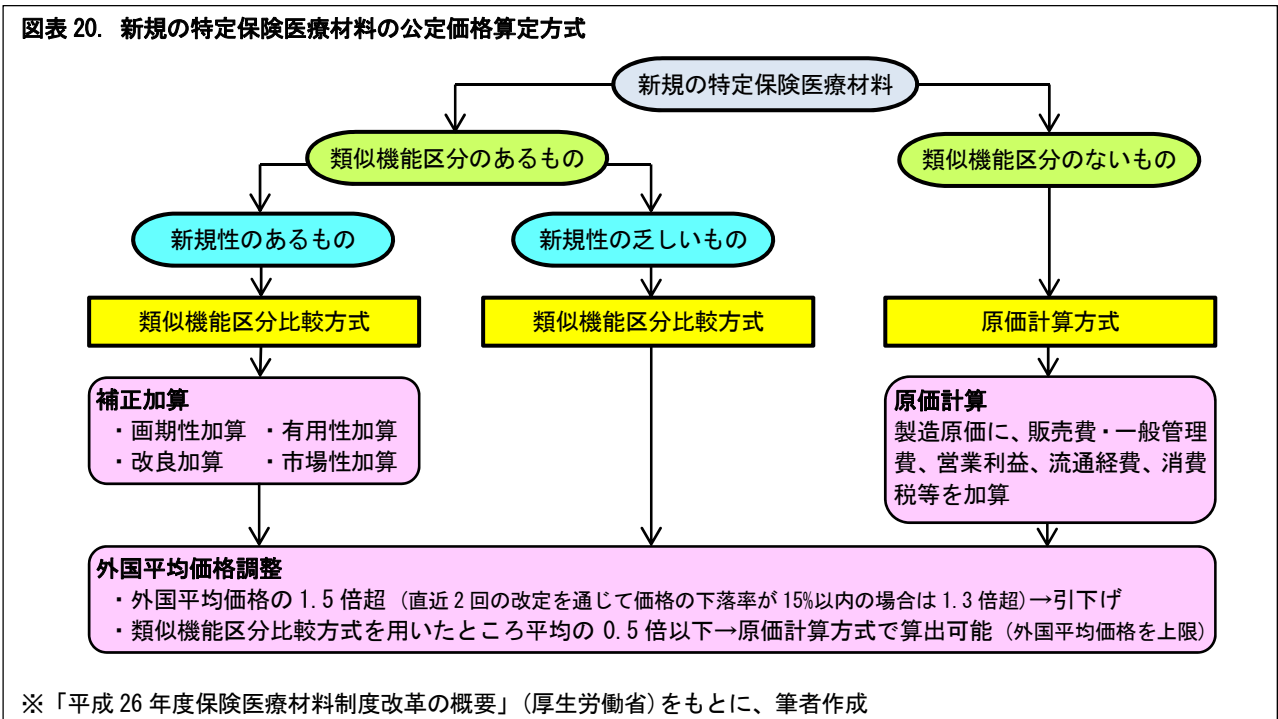 図表 20. 新規の特定保険医療材料の公定価格算定方式
新規の特定保険医療材料
類似機能区分のあるもの
類似機能区分のないもの
新規性のあるもの
新規性の乏しいもの
類似機能区分比較方式
類似機能区分比較方式
原価計算方式
補正加算
・画期性加算 ・有用性加算
・改良加算 ・市場性加算
原価計算
製造原価に、販売費・一般管理
費、営業利益、流通経費、消費
税等を加算
外国平均価格調整
・外国平均価格の 1.5 倍超 (直近 2 回の改定を通じて価格の下落率が 15%以内の場合は 1.3 倍超)→引下げ
・類似機能区分比較方式を用いたところ平均の 0.5 倍以下→原価計算方式で算出可能 (外国平均価格を上限)
※「平成 26 年度保険医療材料制度改革の概要」(厚生労働省)をもとに、筆者作成